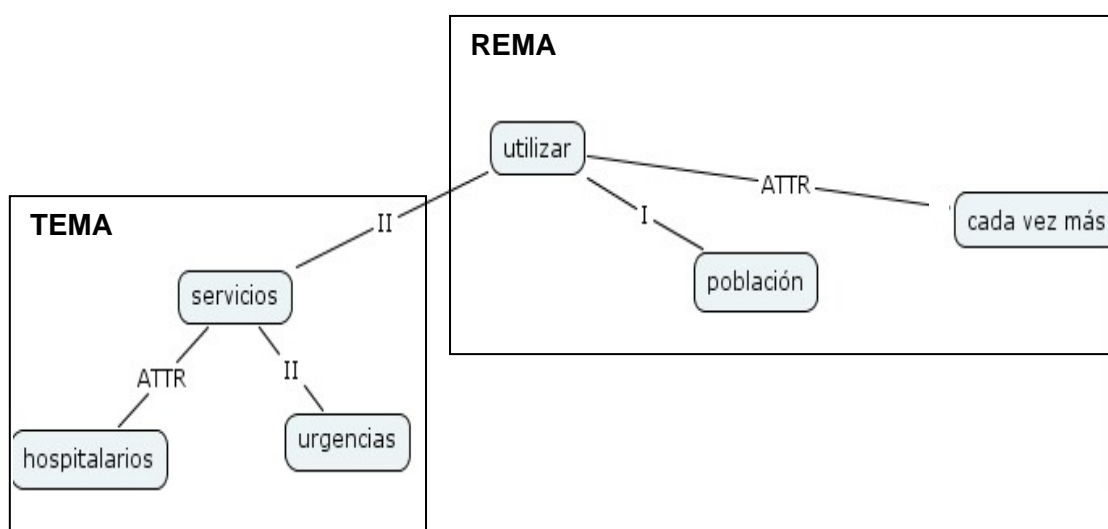 REMA
utilizar
ATTR
cada vez más
I
población
TEMA
II
servicios
ATTR
II
hospitalarios
urgencias